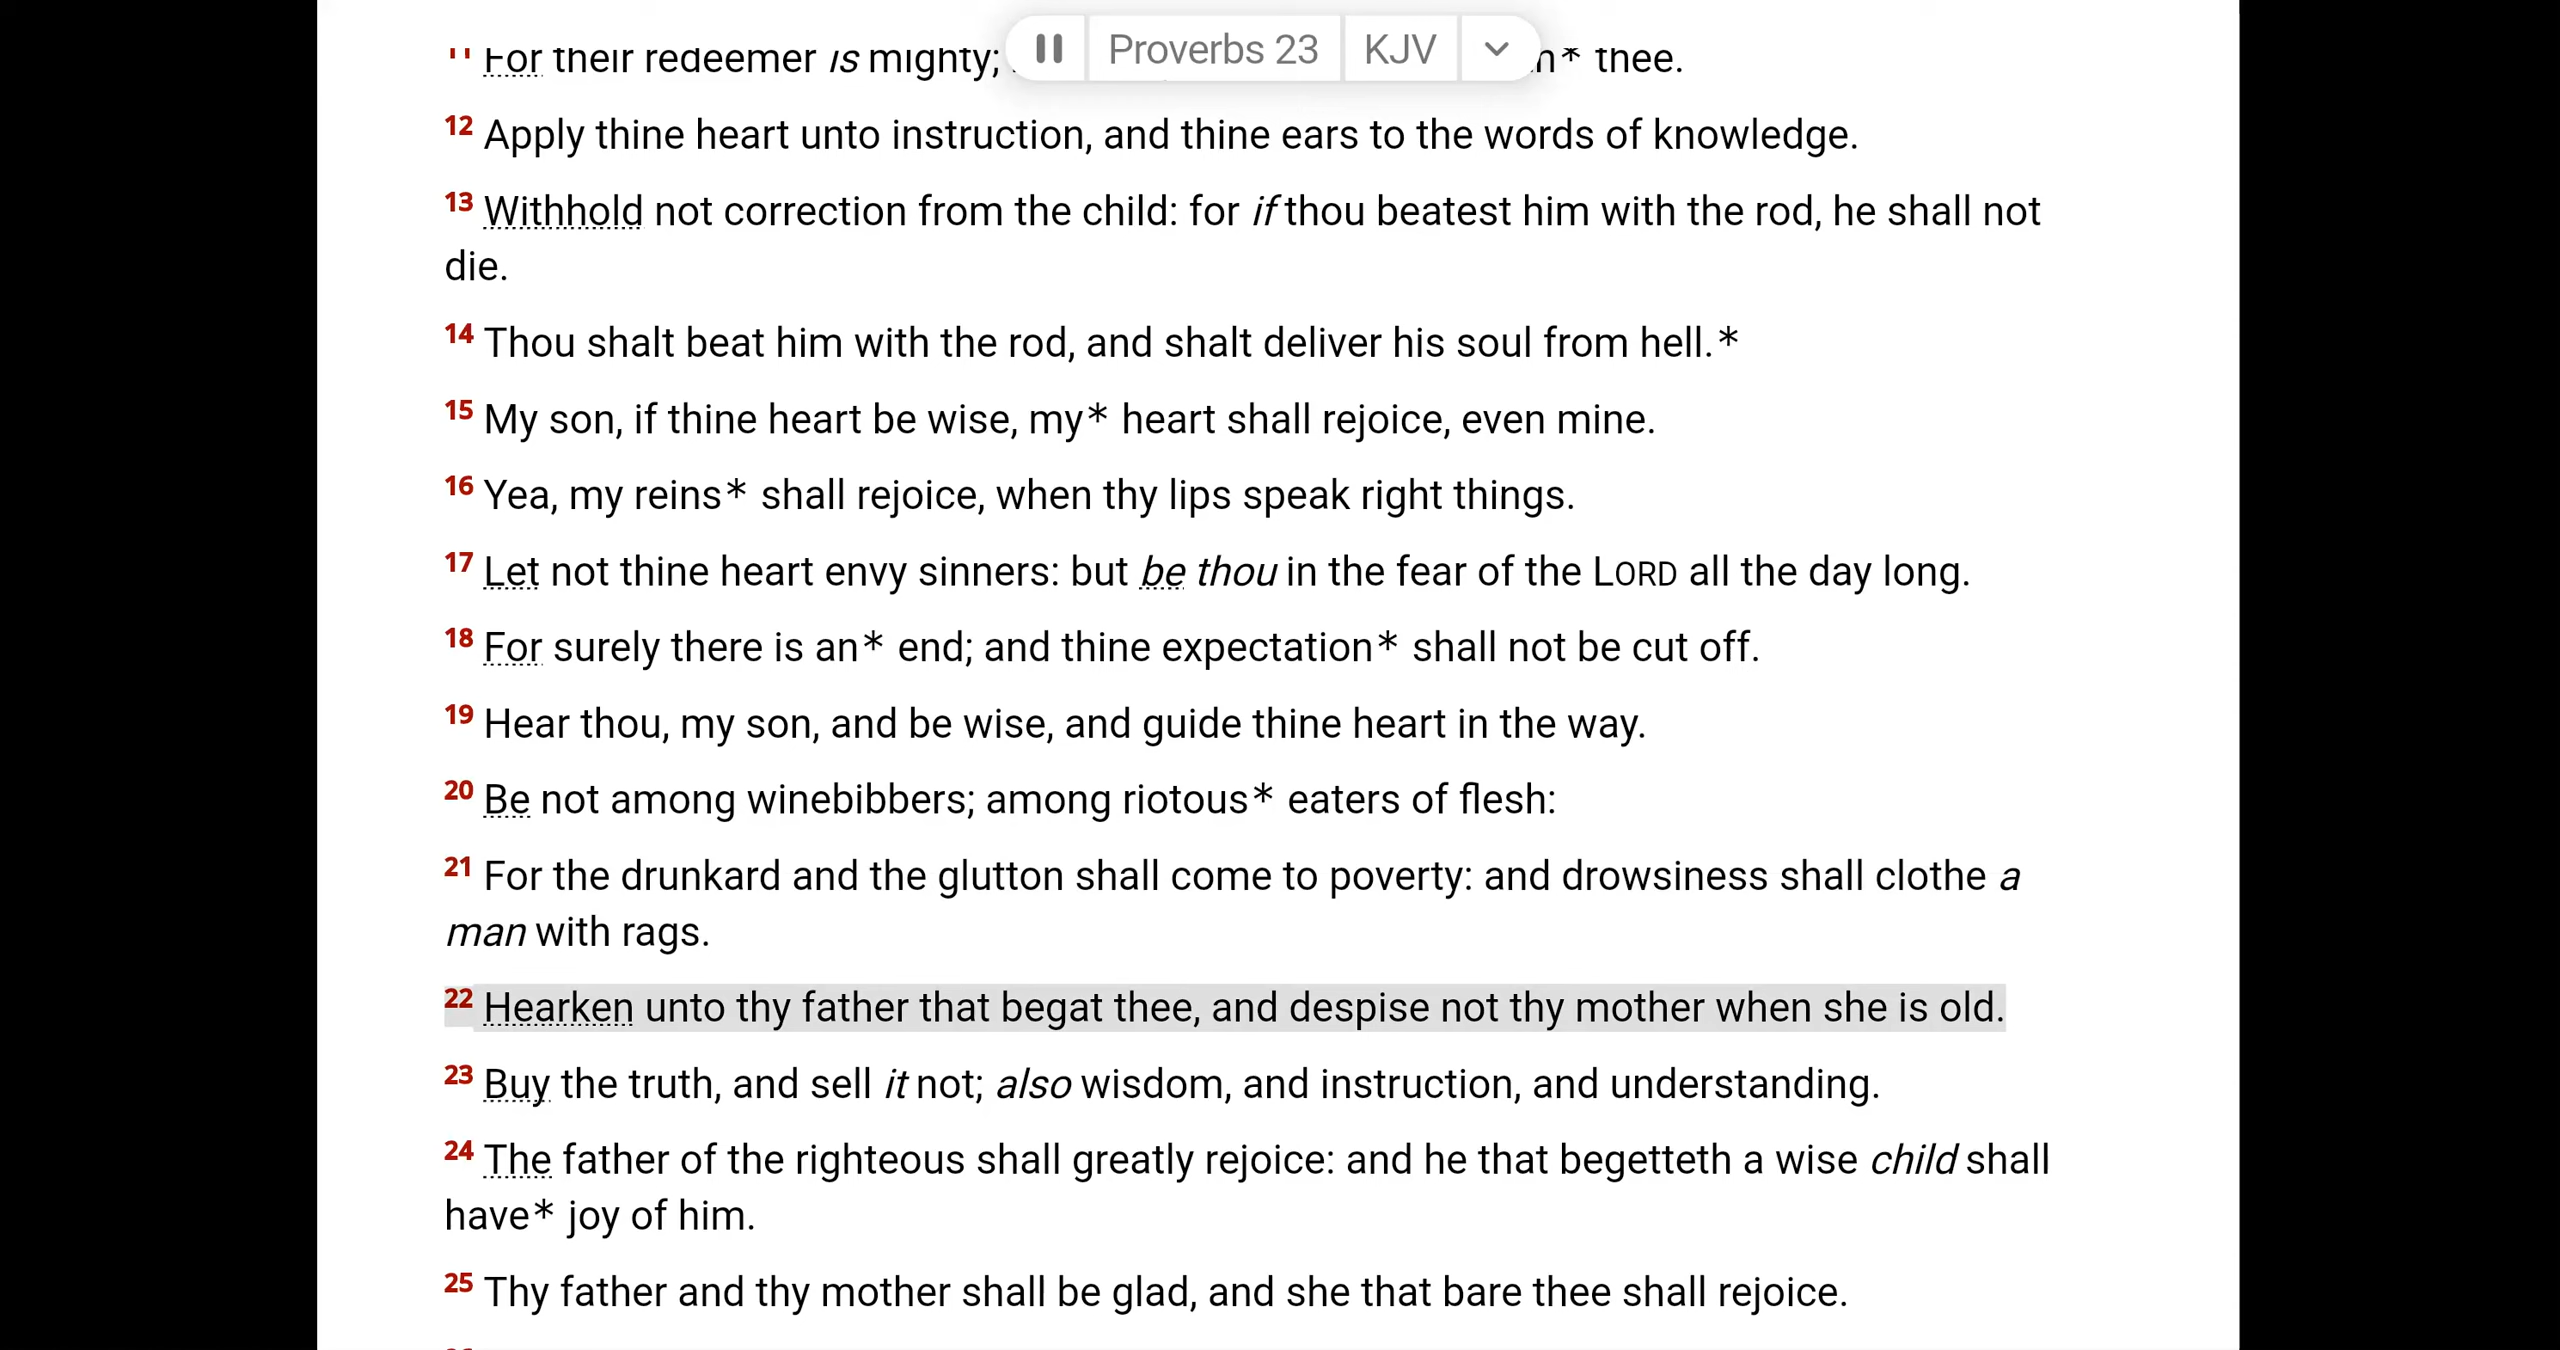 11 For their redeemer is mighty; thee.
Proverbs 23 KJV
12 Apply thine heart unto instruction, and thine ears to the words of knowledge.
13 Withhold not correction from the child: for if thou beatest him with the rod, he shall not
die.
14 Thou shalt beat him with the rod, and shalt deliver his soul from hell.*
15 My son, if thine heart be wise, my* heart shall rejoice, even mine.
16 Yea, my reins* shall rejoice, when thy lips speak right things.
17 Let not thine heart envy sinners: but be thou in the fear of the LORD all the day long.
18 For surely there is an* end; and thine expectation* shall not be cut off.
19 Hear thou, my son, and be wise, and guide thine heart in the way.
20 Be not among winebibbers; among riotous* eaters of flesh:
21 For the drunkard and the glutton shall come to poverty: and drowsiness shall clothe a
man with rags.
22 Hearken unto thy father that begat thee, and despise not thy mother when she is old.
23 Buy the truth, and sell it not; also wisdom, and instruction, and understanding.
24 The father of the righteous shall greatly rejoice: and he that begetteth a wise child shall
have* joy of him.
25 Thy father and thy mother shall be glad, and she that bare thee shall rejoice.